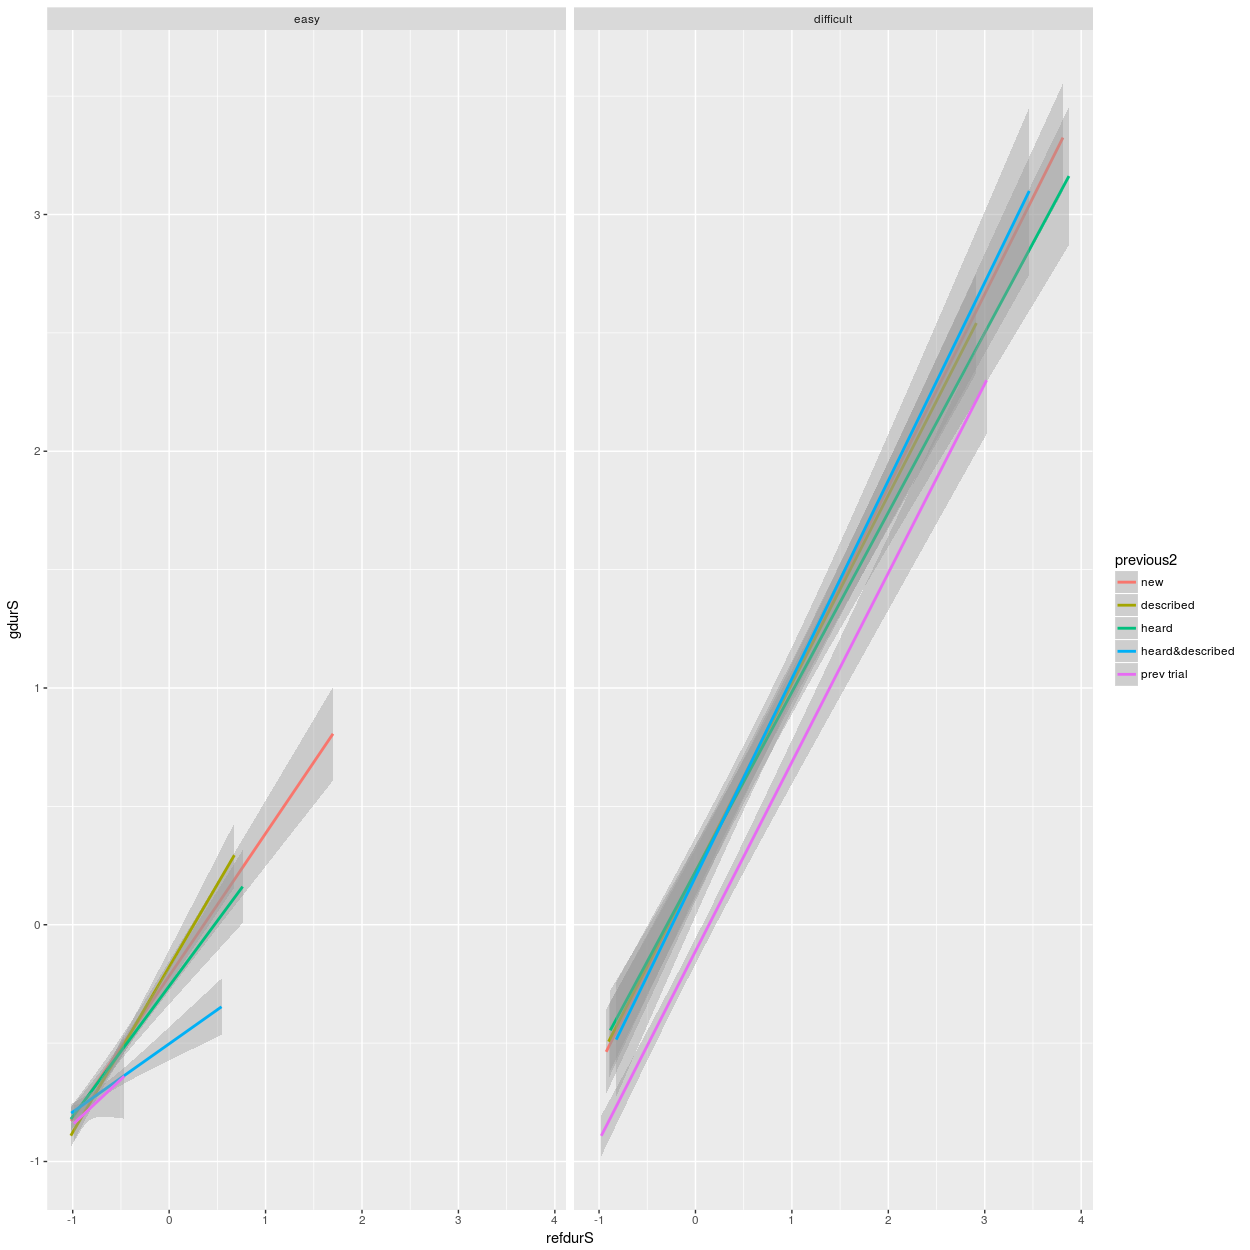 easy
difficult
3
2
1
0
-1
gdurS
-1 0 1 2 3 4
-1 0 1 2 3 4
refdurS
previous2
new
described
heard
heard&described
prev trial